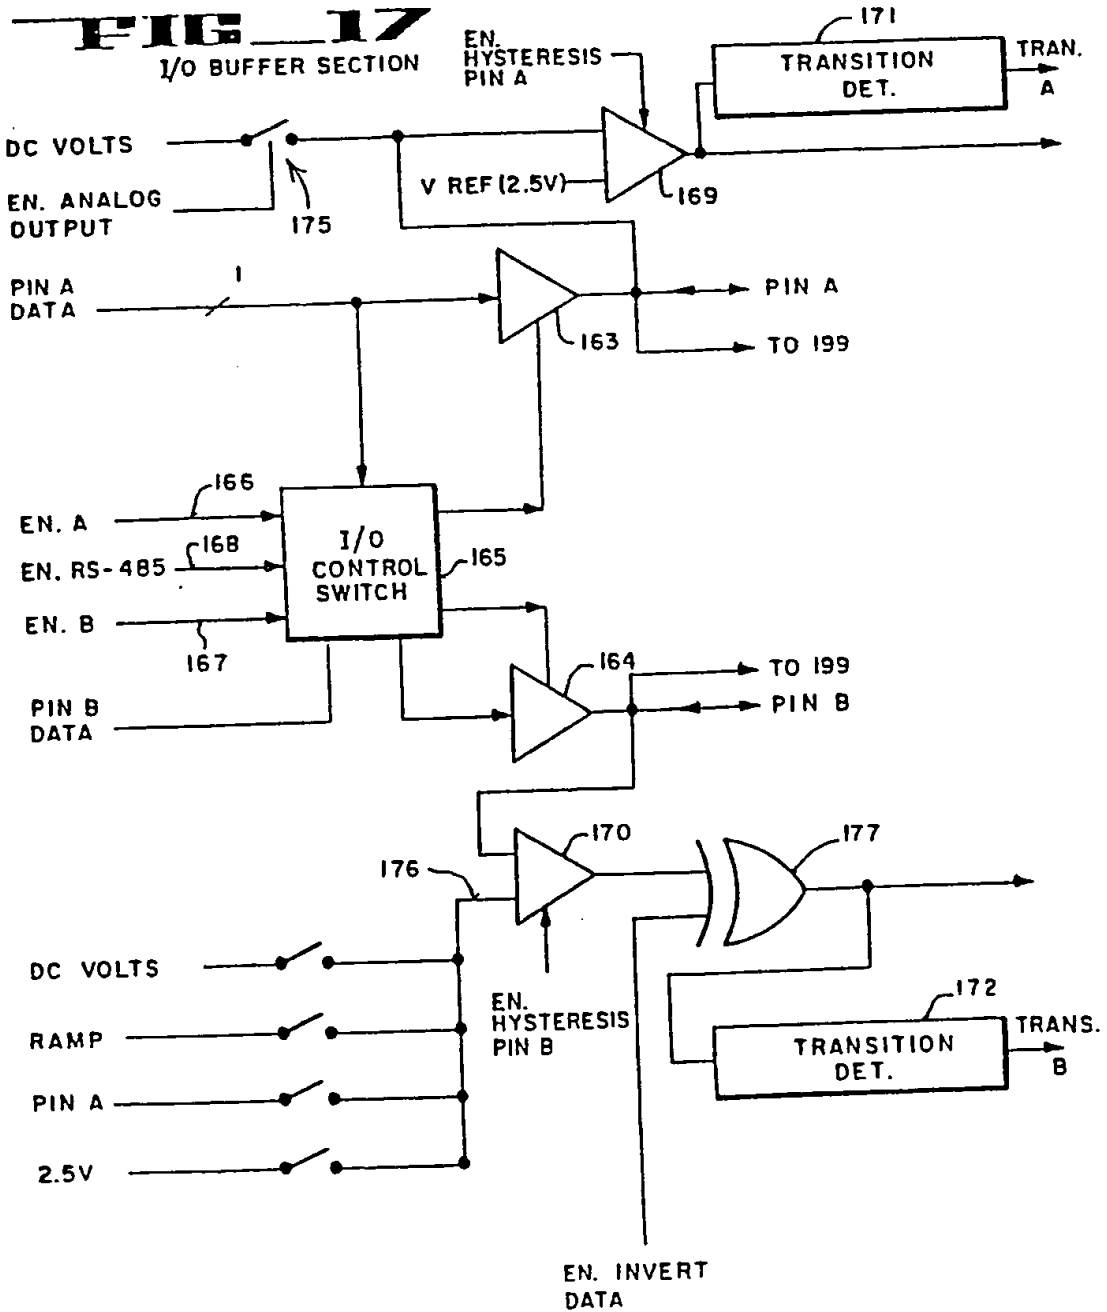 FIG_17
I/O BUFFER SECTION
EN.
HYSTERESIS
PIN A
171
TRANSITION
DET.
TRAN.
A
DC VOLTS
EN. ANALOG
OUTPUT
175
V REF (2.5V)
169
PIN A
DATA
1
163
PIN A
TO 199
EN. A
166
EN. RS-485
168
I/O
CONTROL
SWITCH
165
EN. B
167
PIN B
DATA
164
TO 199
PIN B
170
177
176
DC VOLTS
RAMP
PIN A
2.5V
EN.
HYSTERESIS
PIN B
172
TRANSITION
DET.
TRANS.
B
EN. INVERT
DATA